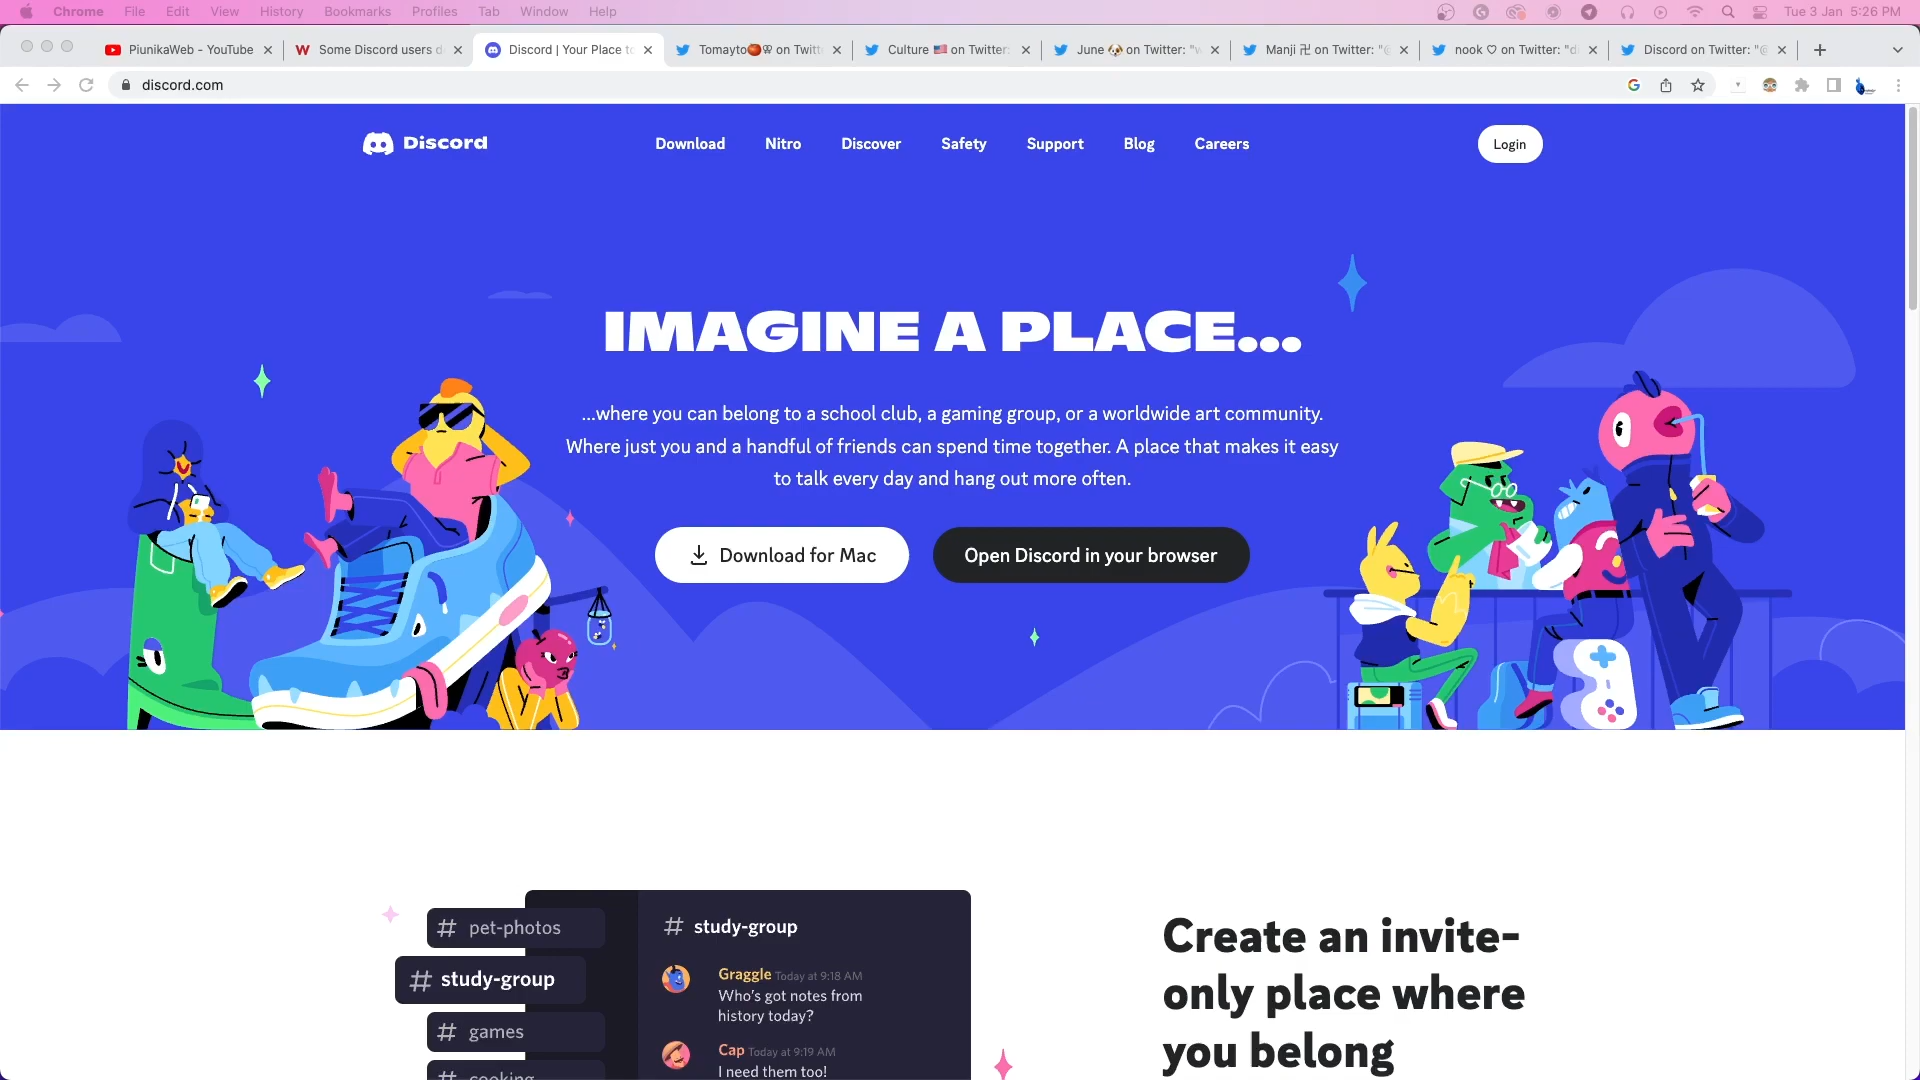 Chrome File Edit View History Bookmarks Profiles Tab Window Help Tue 3 Jan 5:26 PM
PiunikaWeb - YouTube
Some Discord users d
Discord | Your Place to
Tomayto🍅 on Twitt
Culture 🇺🇸 on Twitter:
June 🐶 on Twitter: "w
Manji 卍 on Twitter: "@
nook ♡ on Twitter: "d
Discord on Twitter: "@
discord.com
Discord
Download Nitro Discover Safety Support Blog Careers
Login
IMAGINE A PLACE...
...where you can belong to a school club, a gaming group, or a worldwide art community.
Where just you and a handful of friends can spend time together. A place that makes it easy
to talk every day and hang out more often.
Download for Mac
Open Discord in your browser
# pet-photos
# study-group
# games
# cooking
# study-group
Graggle Today at 9:18 AM
Who's got notes from
history today?
Cap Today at 9:19 AM
I need them too!
Create an invite-
only place where
you belong